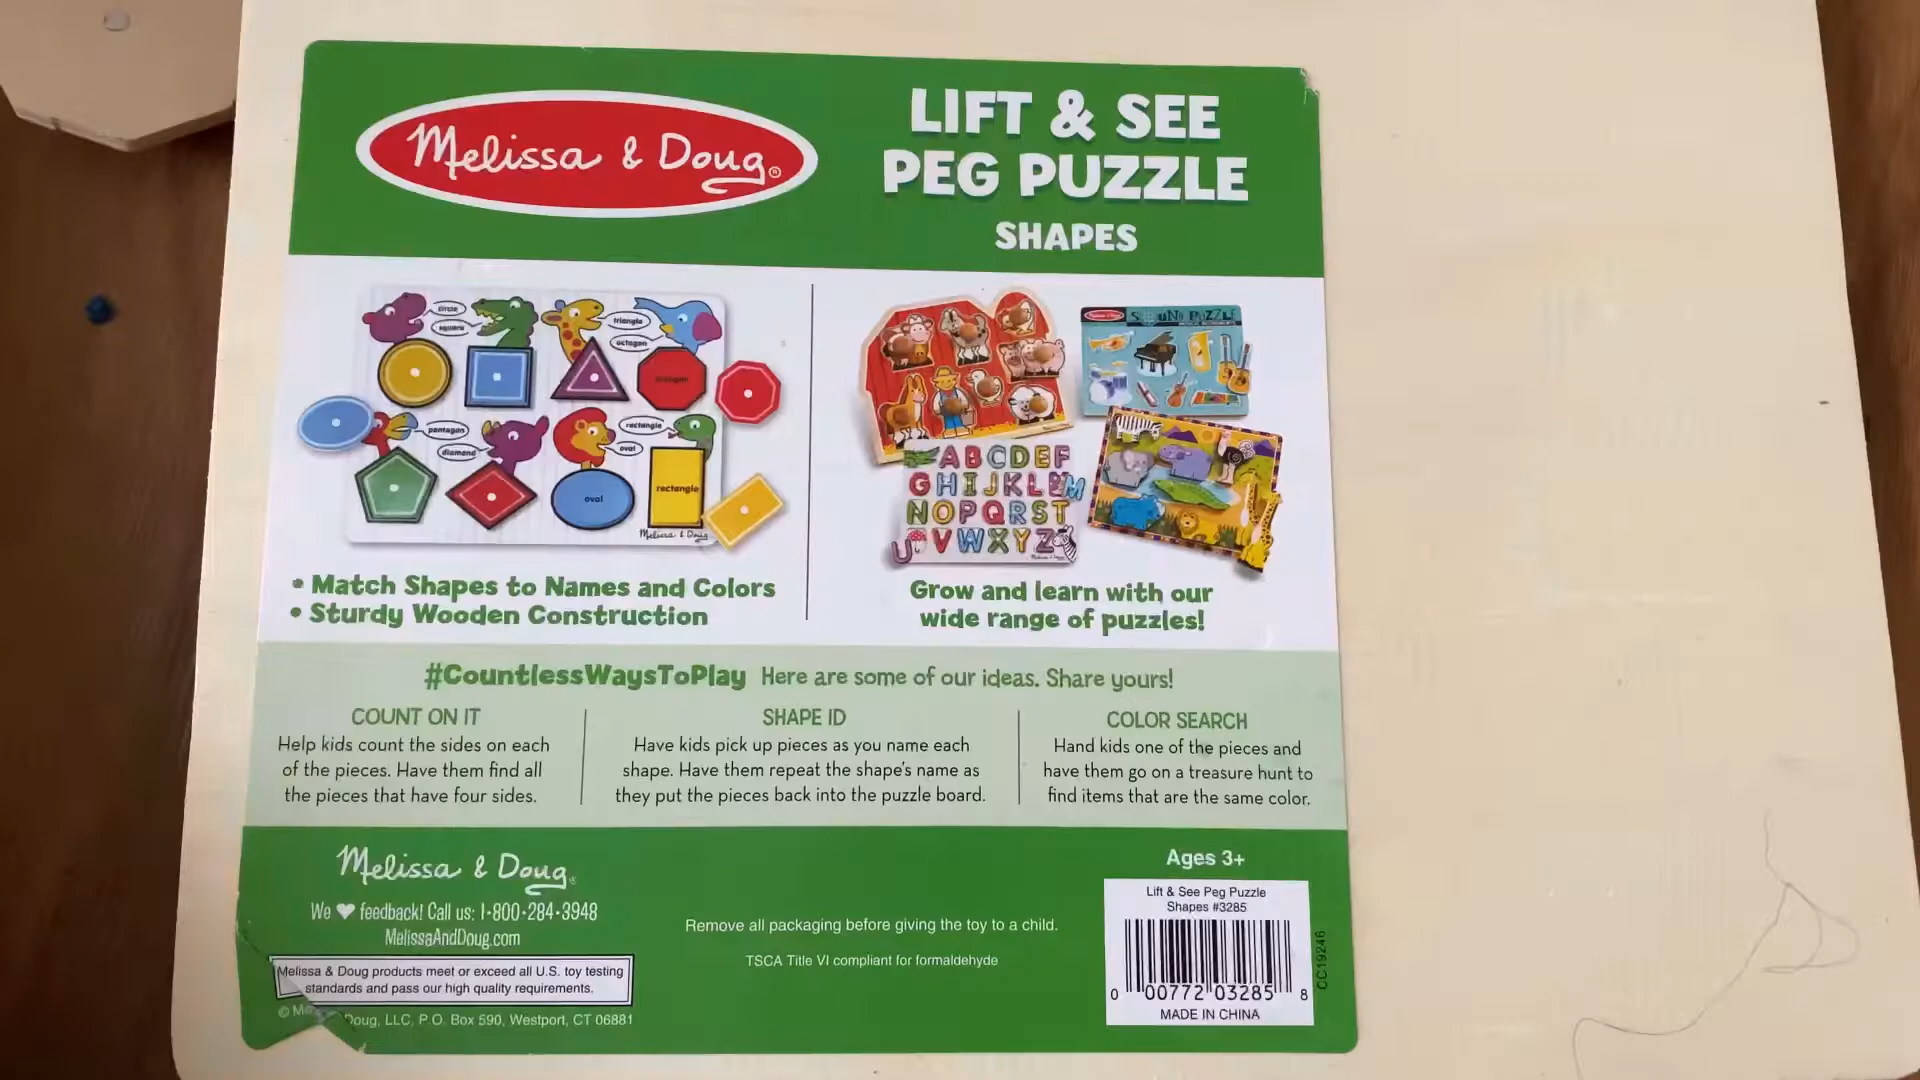 Melissa & Doug®
LIFT & SEE
PEG PUZZLE
SHAPES
circle
square
triangle
octagon
octagon
pentagon
diamond
rectangle
oval
oval
rectangle
Melissa & Doug
SOUND PUZZLE
ABCDEF
GHIJKLM
NOPQRST
UVWXYZ
• Match Shapes to Names and Colors
• Sturdy Wooden Construction
Grow and learn with our
wide range of puzzles!
#CountlessWaysToPlay Here are some of our ideas. Share yours!
COUNT ON IT
Help kids count the sides on each
of the pieces. Have them find all
the pieces that have four sides.
SHAPE ID
Have kids pick up pieces as you name each
shape. Have them repeat the shape's name as
they put the pieces back into the puzzle board.
COLOR SEARCH
Hand kids one of the pieces and
have them go on a treasure hunt to
find items that are the same color.
Melissa & Doug®
We ♥ feedback! Call us: 1-800-284-3948
MelissaAndDoug.com
Melissa & Doug products meet or exceed all U.S. toy testing
standards and pass our high quality requirements.
© Doug, LLC, P.O. Box 590, Westport, CT 06881
Remove all packaging before giving the toy to a child.
TSCA Title VI compliant for formaldehyde
Ages 3+
Lift & See Peg Puzzle
Shapes #3285
0 00772 03285 8
MADE IN CHINA
CC19246